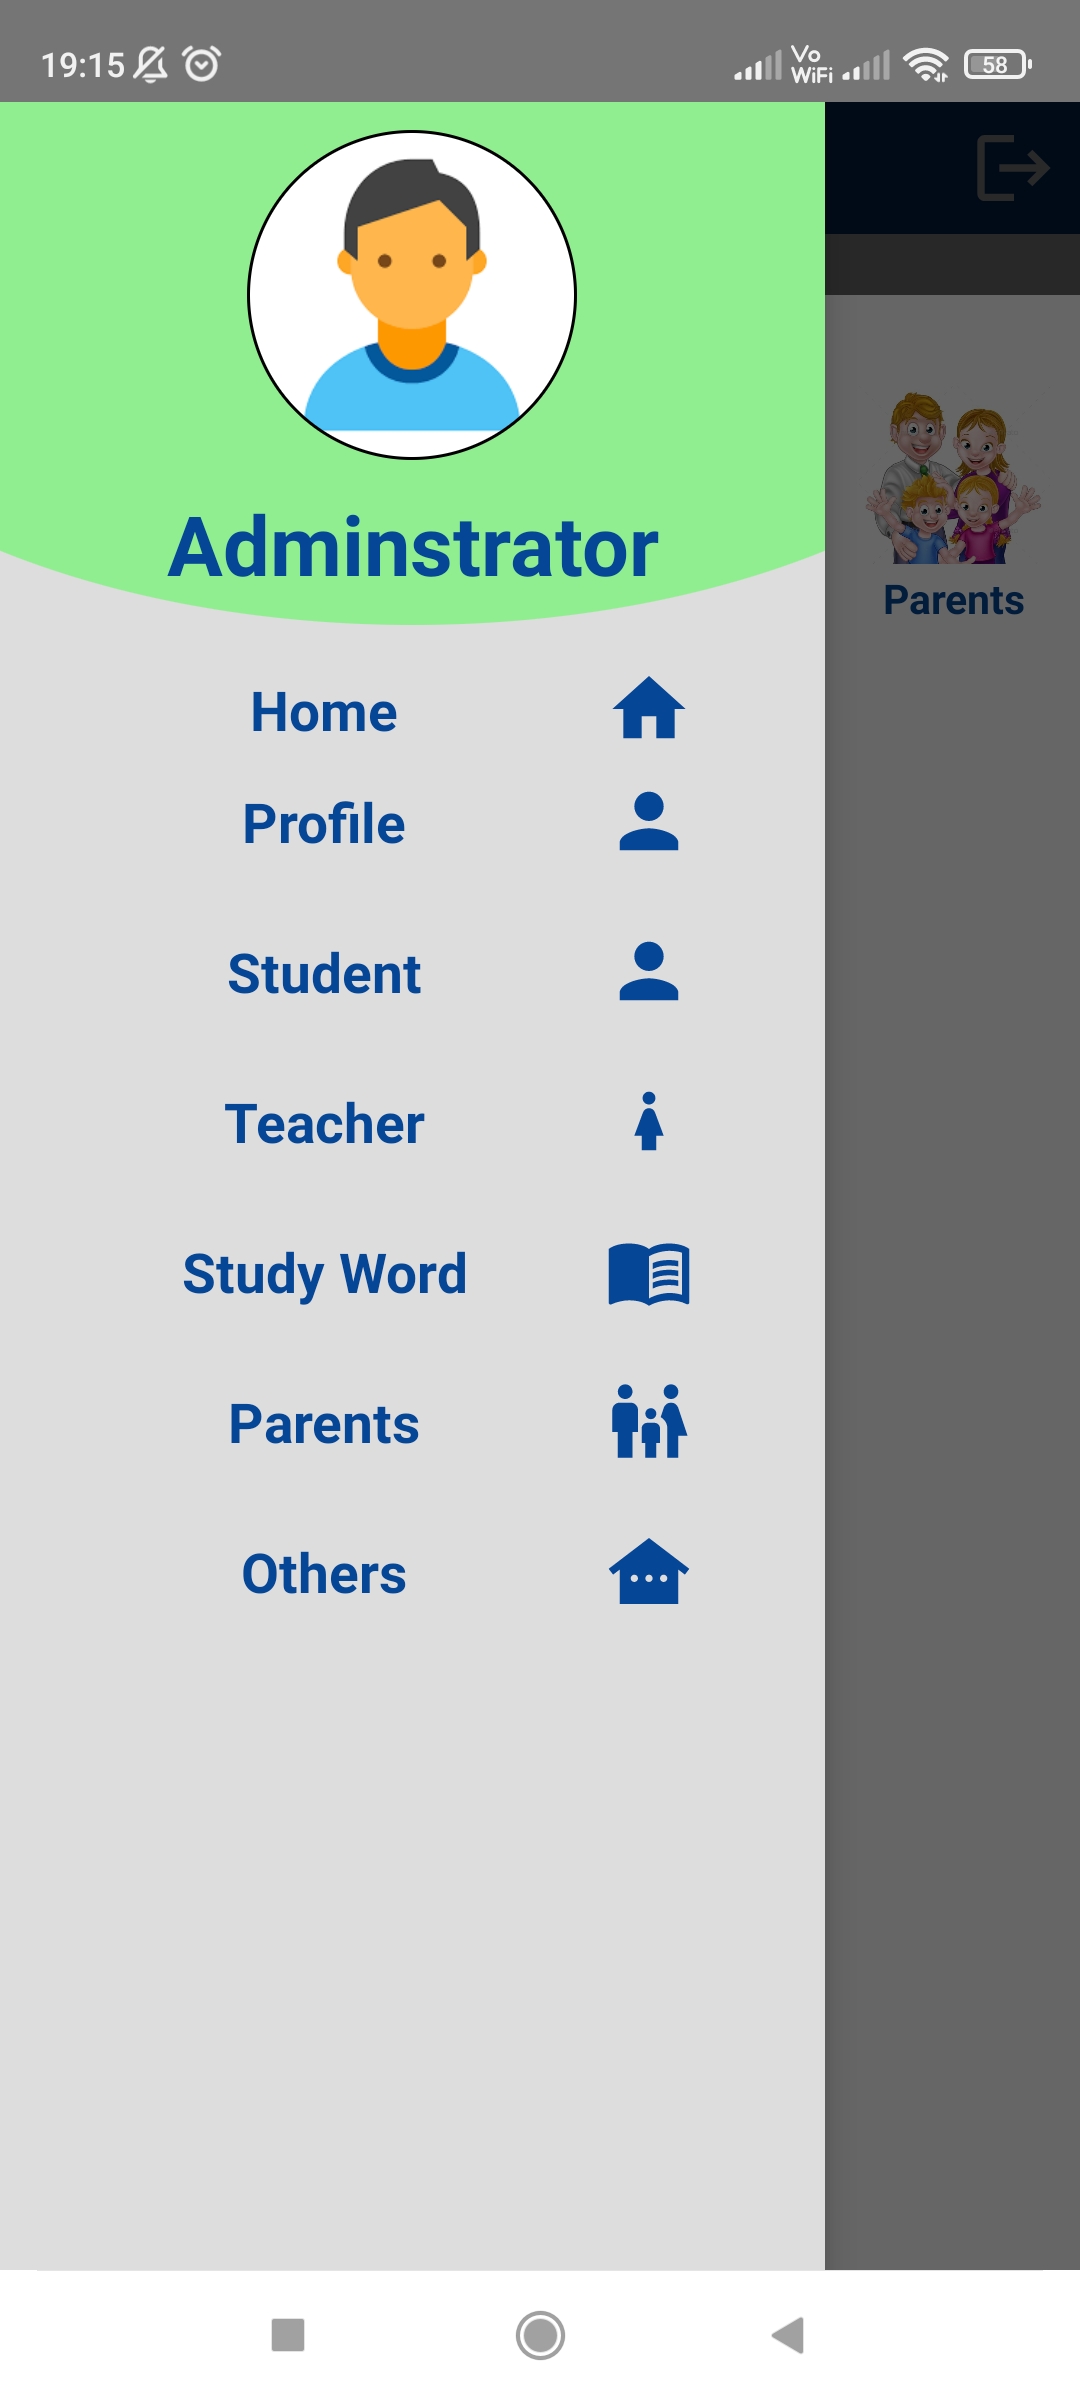 19:15
Vo
WiFi
58
Adminstrator
Parents
Home
Profile
Student
Teacher
Study Word
Parents
Others